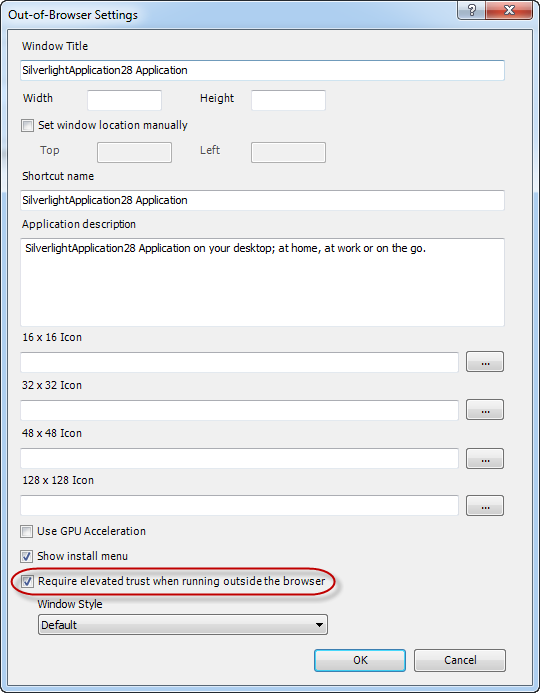 Out-of-Browser Settings
Window Title
SilverlightApplication28 Application
Width Height
Set window location manually
Top Left
Shortcut name
SilverlightApplication28 Application
Application description
SilverlightApplication28 Application on your desktop; at home, at work or on the go.
16 x 16 Icon
...
32 x 32 Icon
...
48 x 48 Icon
...
128 x 128 Icon
...
Use GPU Acceleration
Show install menu
Require elevated trust when running outside the browser
Window Style
Default
OK Cancel